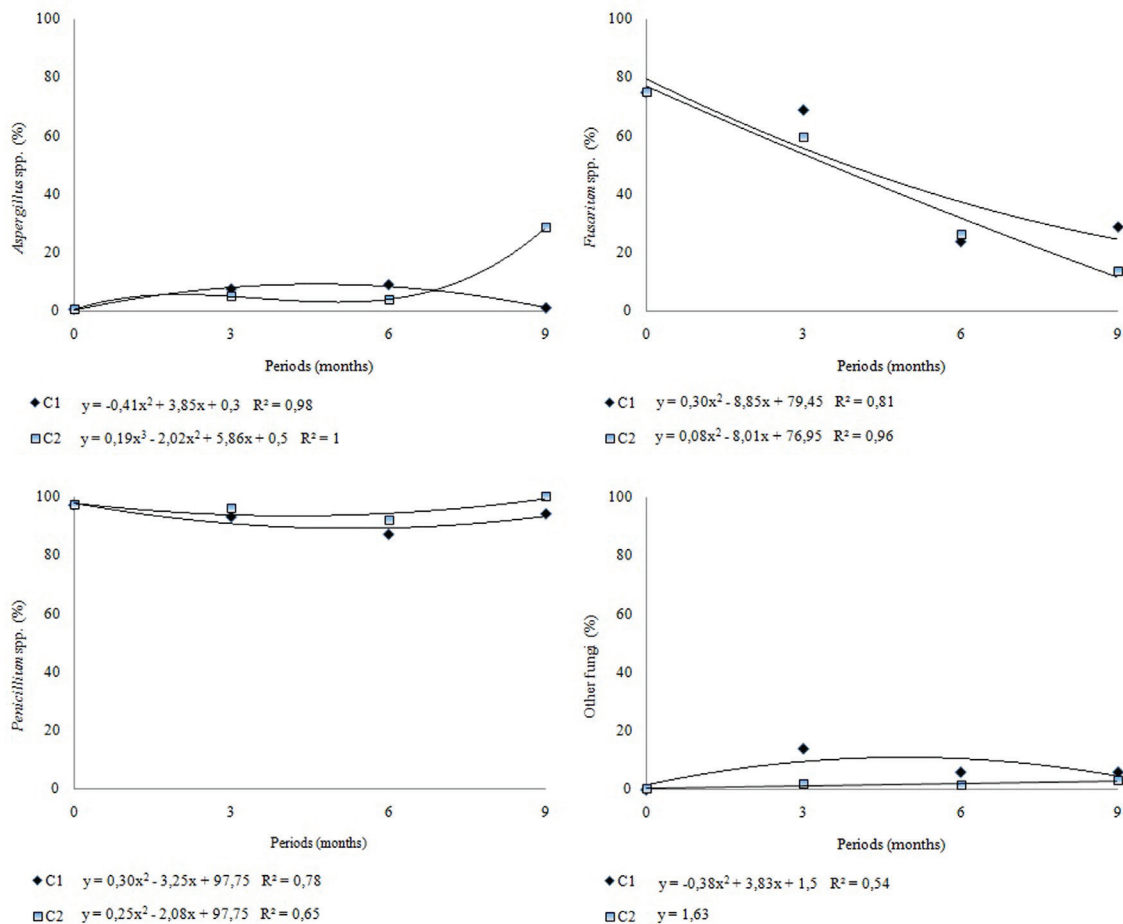 100
80
60
40
20
0
Aspergillus spp. (%)
0 3 6 9
Periods (months)
C1 y = -0,41x² + 3,85x + 0,3 R² = 0,98
C2 y = 0,19x³ - 2,02x² + 5,86x + 0,5 R² = 1
100
80
60
40
20
0
Fusarium spp. (%)
0 3 6 9
Periods (months)
C1 y = 0,30x² - 8,85x + 79,45 R² = 0,81
C2 y = 0,08x² - 8,01x + 76,95 R² = 0,96
100
80
60
40
20
0
Penicillium spp. (%)
0 3 6 9
Periods (months)
C1 y = 0,30x² - 3,25x + 97,75 R² = 0,78
C2 y = 0,25x² - 2,08x + 97,75 R² = 0,65
100
80
60
40
20
0
Other fungi (%)
0 3 6 9
Periods (months)
C1 y = -0,38x² + 3,83x + 1,5 R² = 0,54
C2 y = 1,63